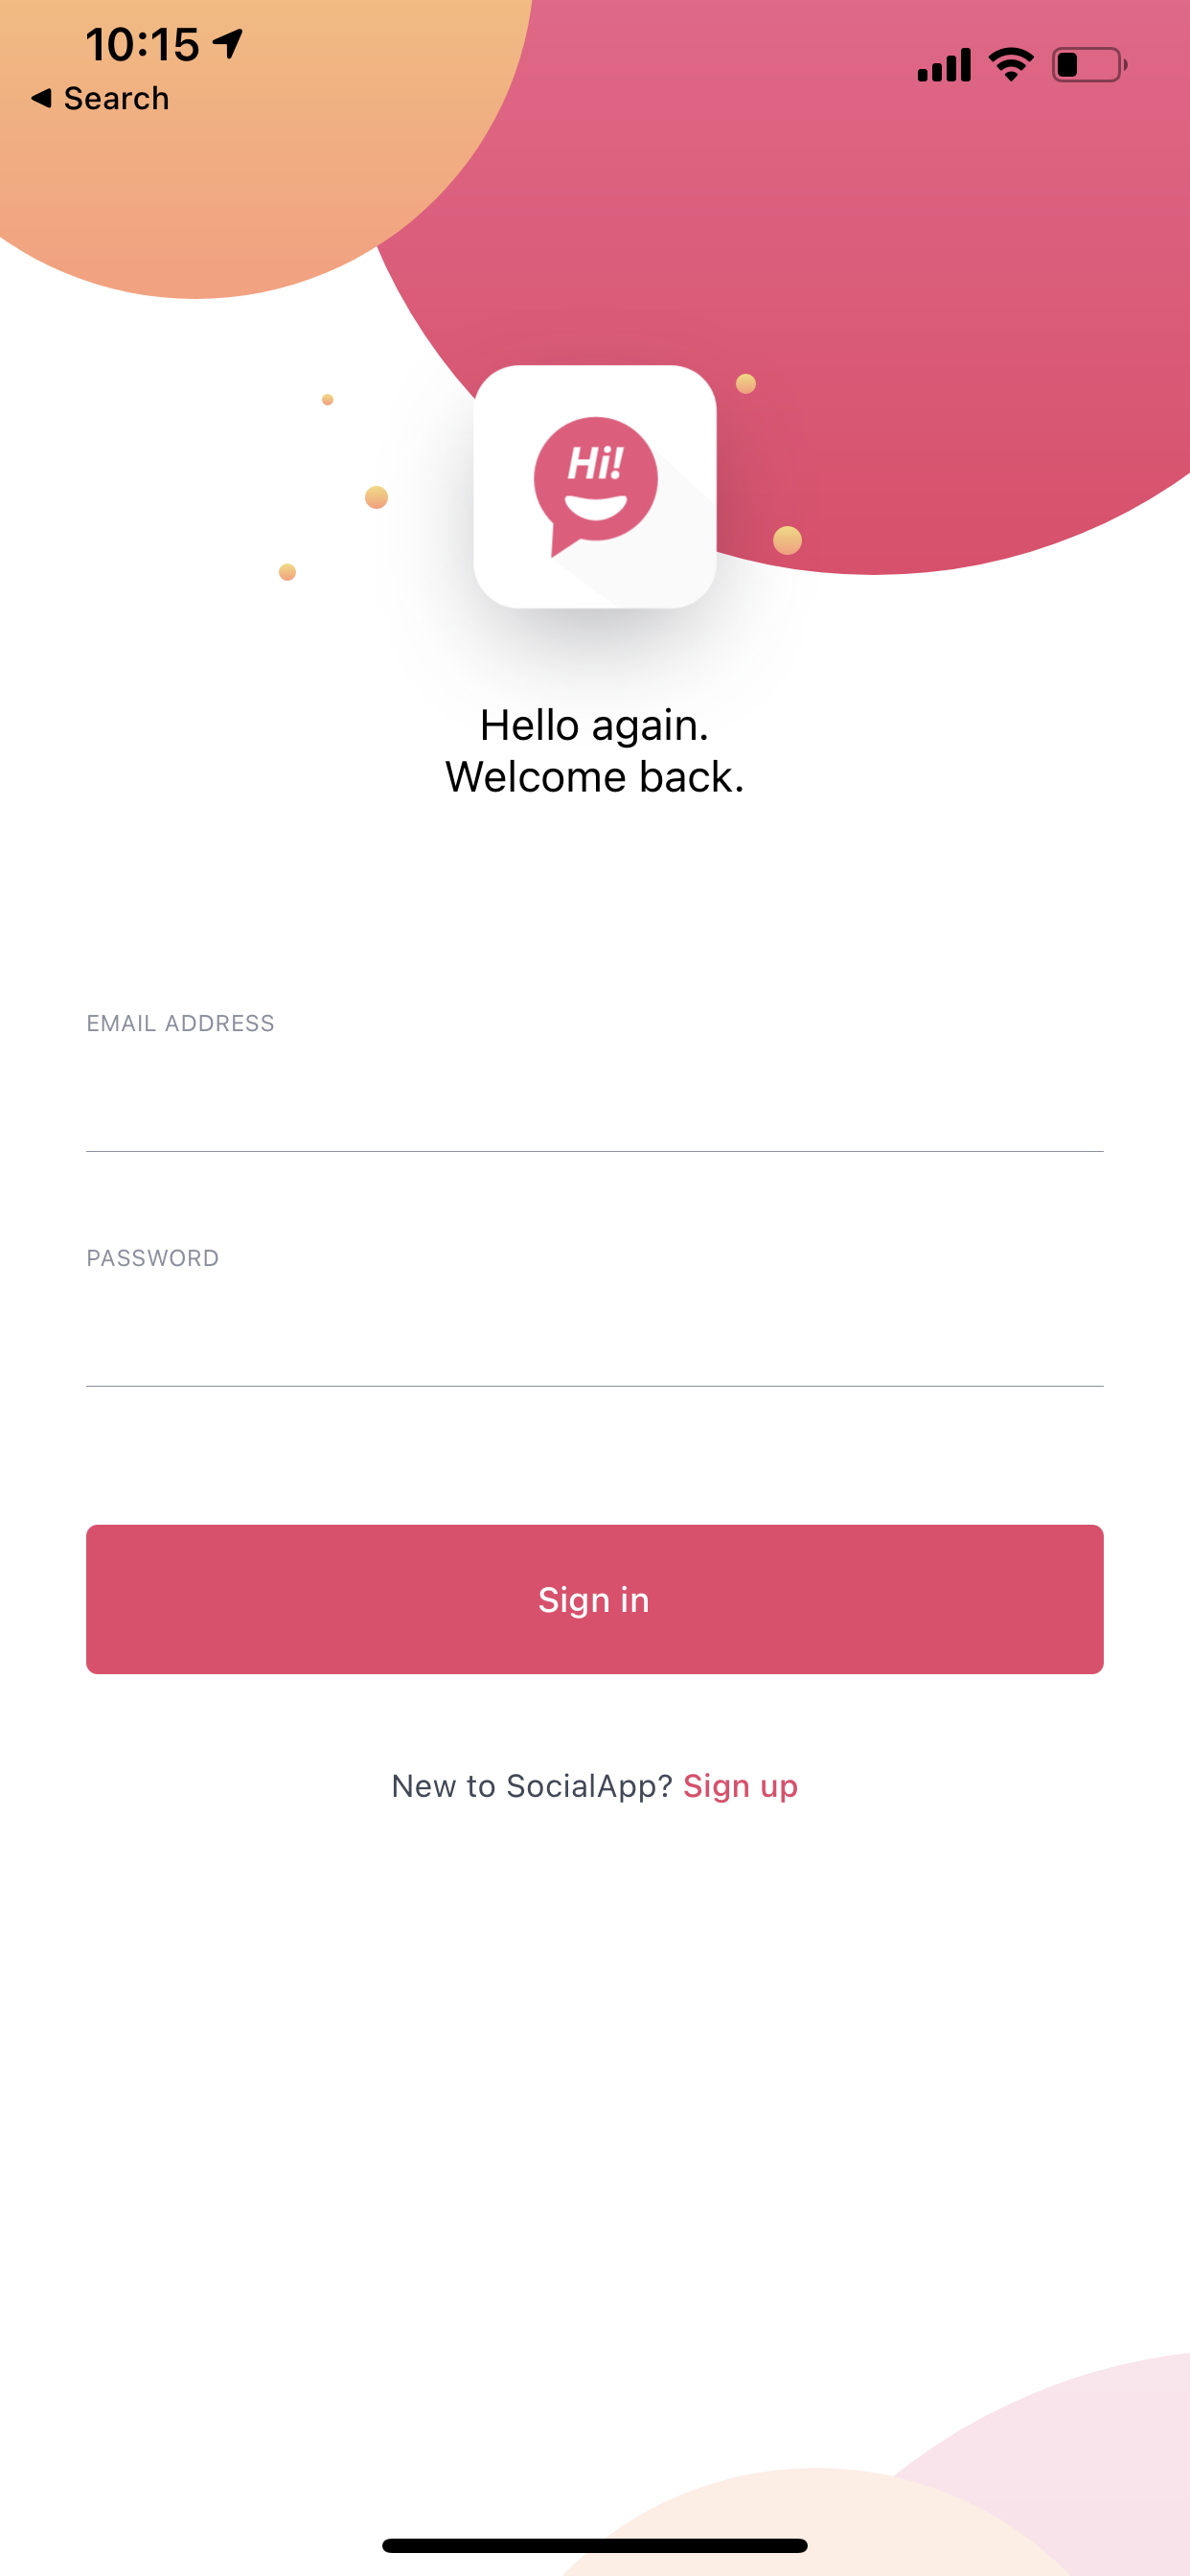 10:15
Search
Hi!
Hello again.
Welcome back.
EMAIL ADDRESS
PASSWORD
Sign in
New to SocialApp? Sign up